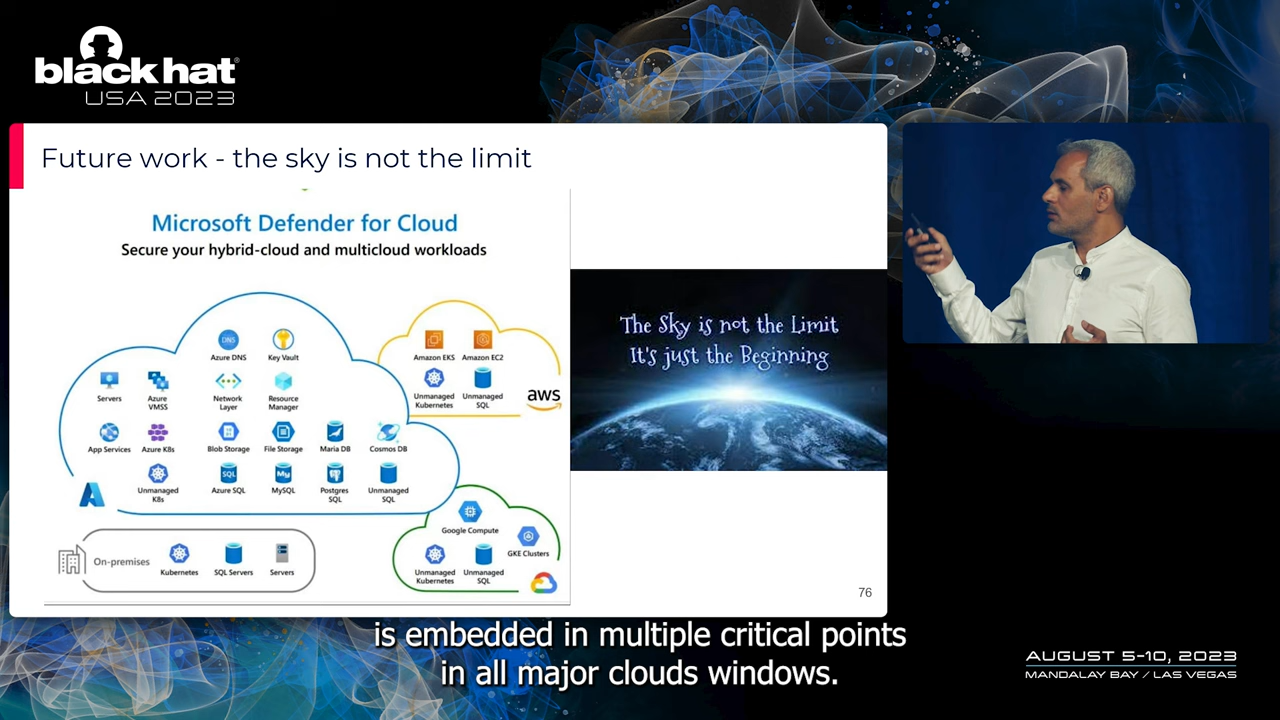 black hat®
USA 2023
Future work - the sky is not the limit
Microsoft Defender for Cloud
Secure your hybrid-cloud and multicloud workloads
DNS
Azure DNS
Key Vault
Servers
Azure
VMSS
Network
Layer
Resource
Manager
App Services
Azure K8s
Blob Storage
File Storage
Maria DB
Cosmos DB
Unmanaged
K8s
SQL
Azure SQL
My
MySQL
Postgres
SQL
Unmanaged
SQL
Amazon EKS
Amazon EC2
Unmanaged
Kubernetes
Unmanaged
SQL
aws
Google Compute
GKE Clusters
Unmanaged
Kubernetes
Unmanaged
SQL
On-premises
Kubernetes
SQL Servers
Servers
The Sky is not the Limit
It's just the Beginning
76
is embedded in multiple critical points
in all major clouds windows.
AUGUST 5-10, 2023
MANDALAY BAY / LAS VEGAS